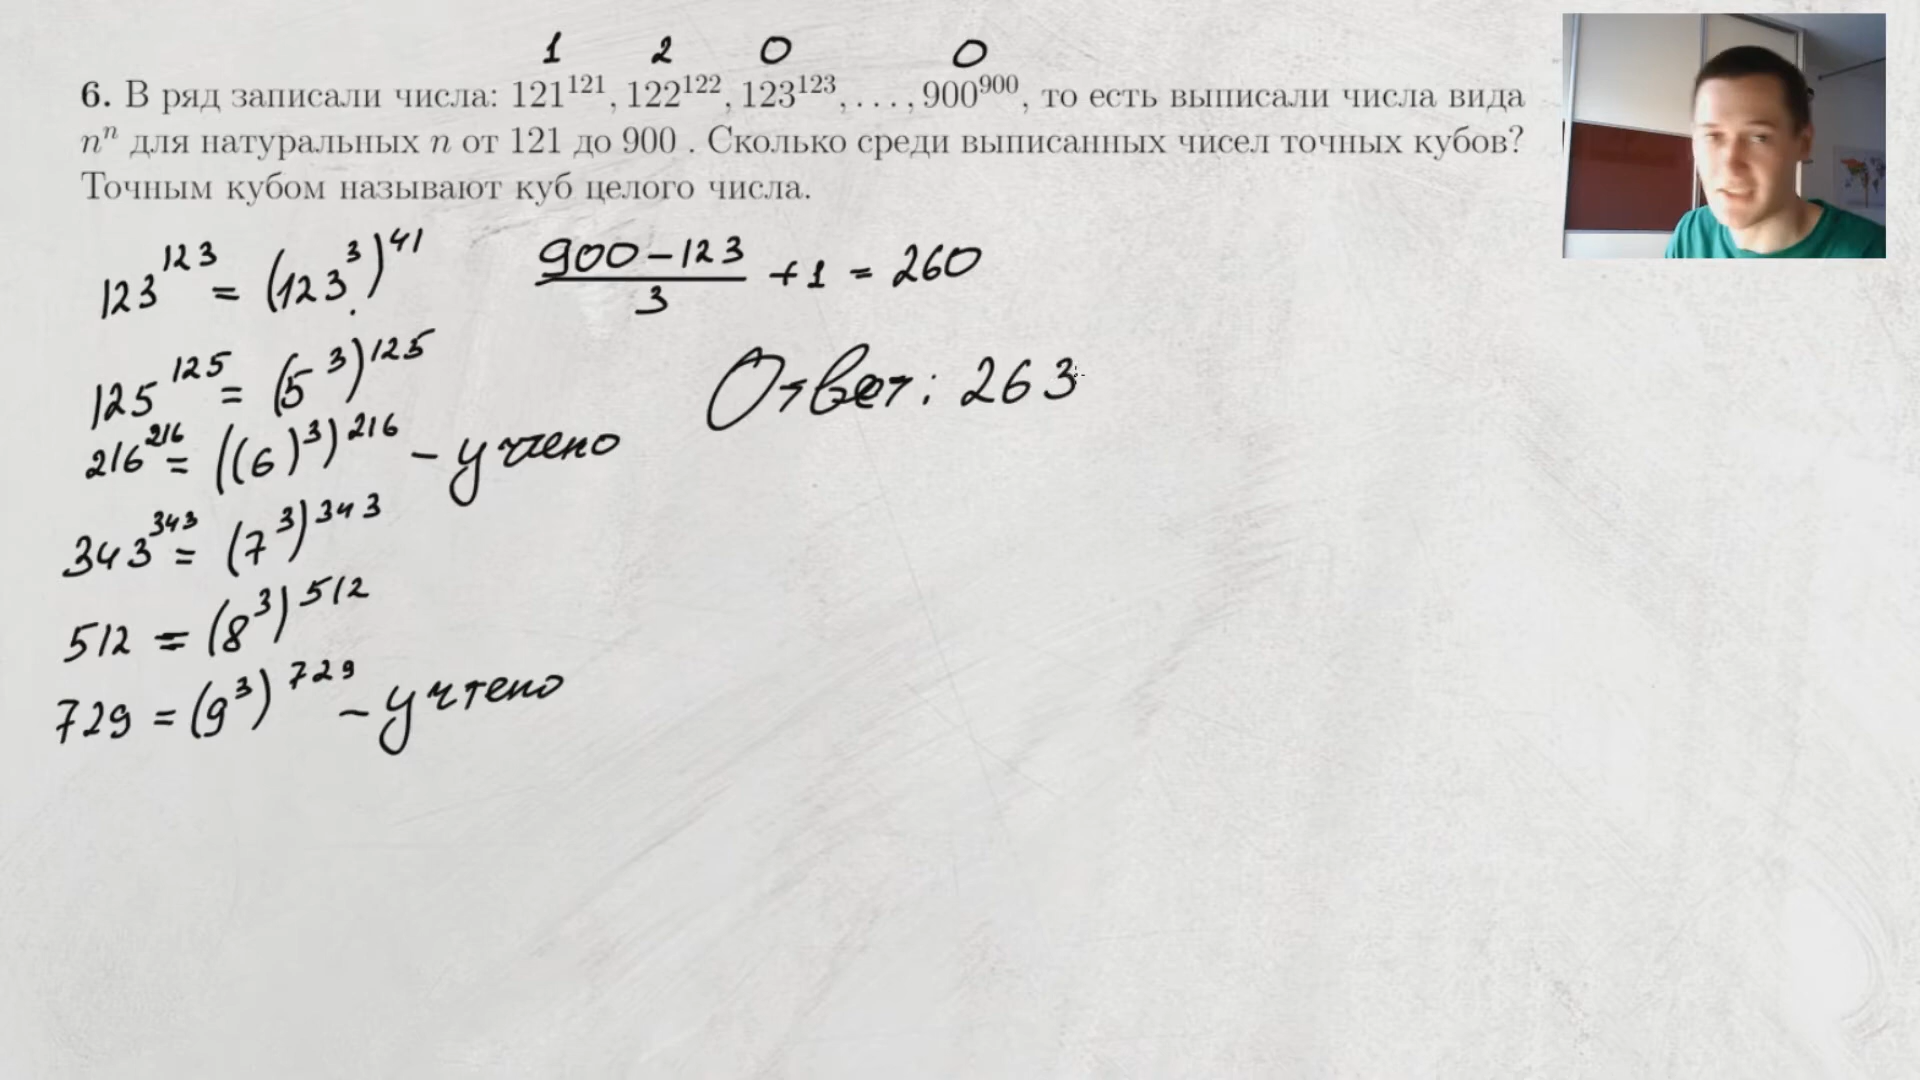 1 2 0 0
6. В ряд записали числа: 121^121, 122^122, 123^123, ..., 900^900, то есть выписали числа вида
n^n для натуральных n от 121 до 900 . Сколько среди выписанных чисел точных кубов?
Точным кубом называют куб целого числа.
123^123 = (123^3)^41
(900 - 123)/3 + 1 = 260
125^125 = (5^3)^125
Ответ: 263
216^216 = ((6)^3)^216 - учтено
343^343 = (7^3)^343
512 = (8^3)^512
729 = (9^3)^729 - учтено